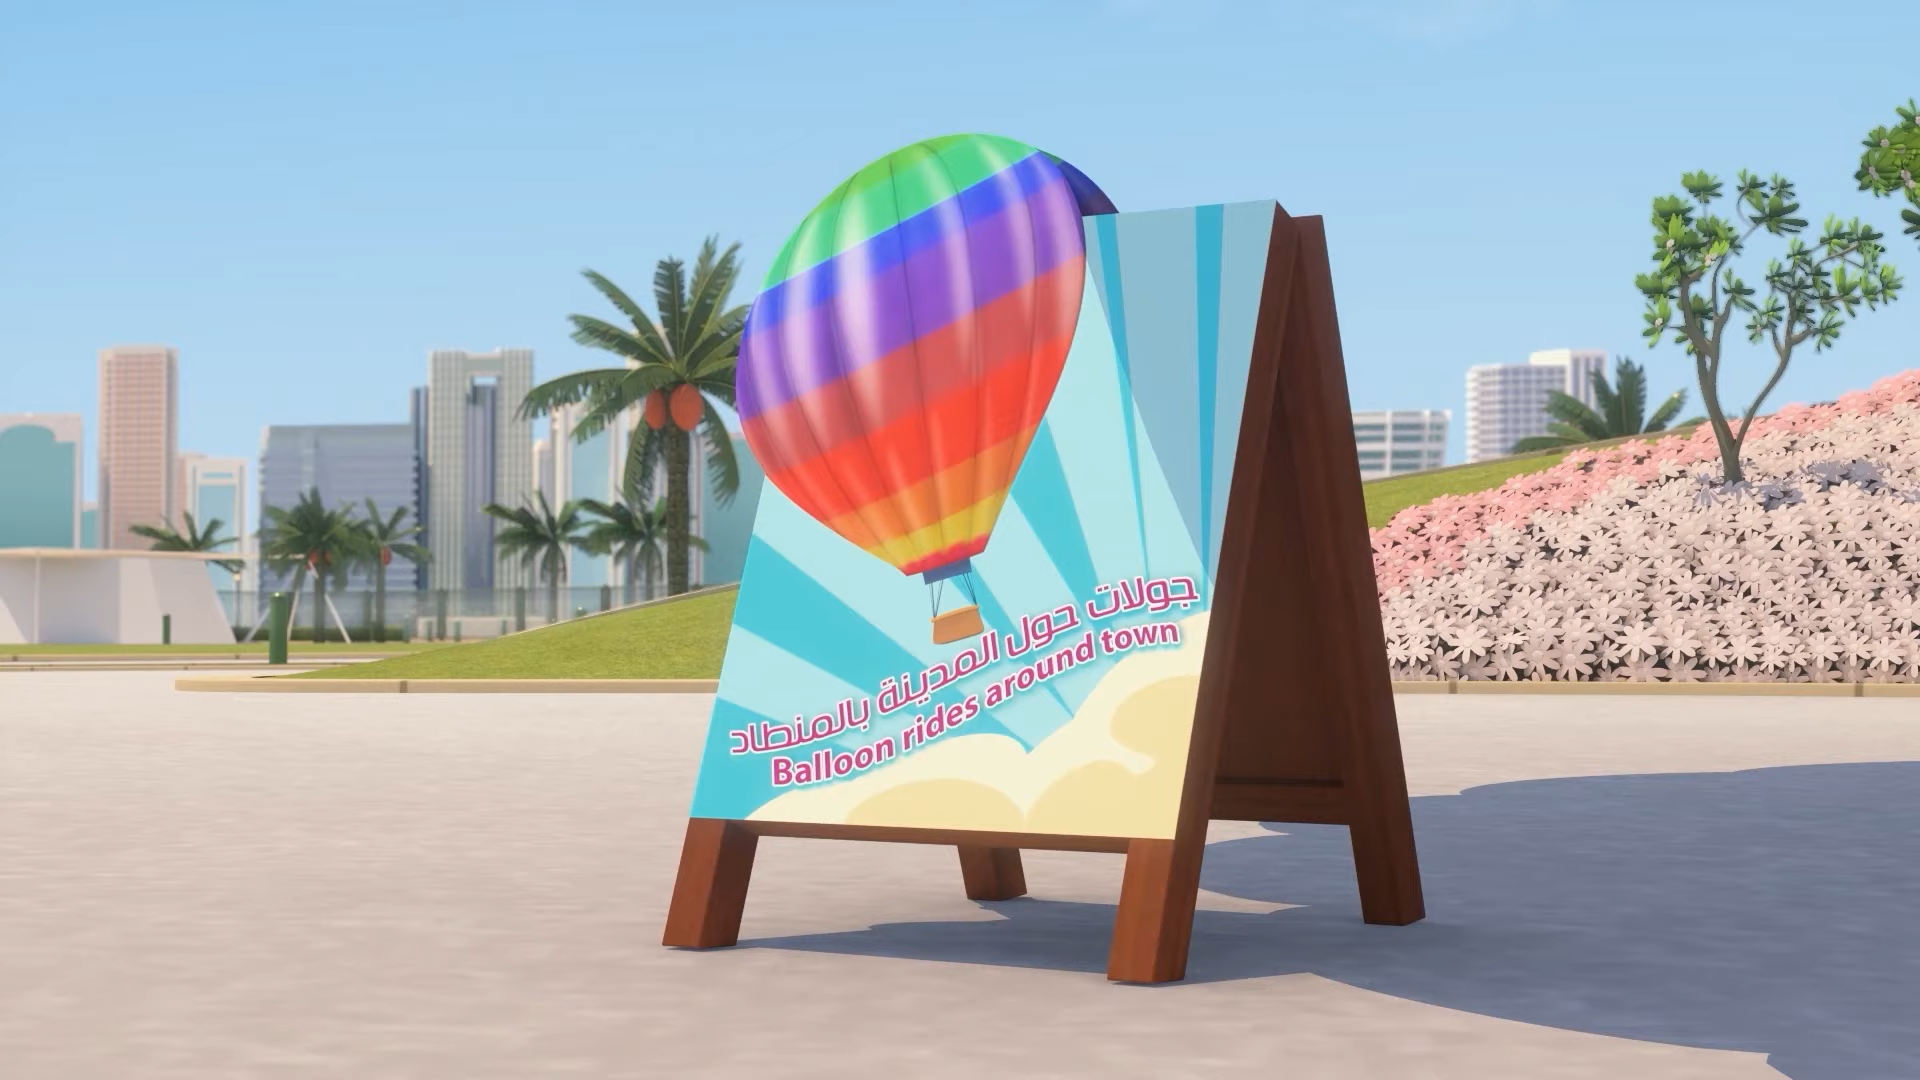 جولات حول المدينة بالمنطاد
Balloon rides around town